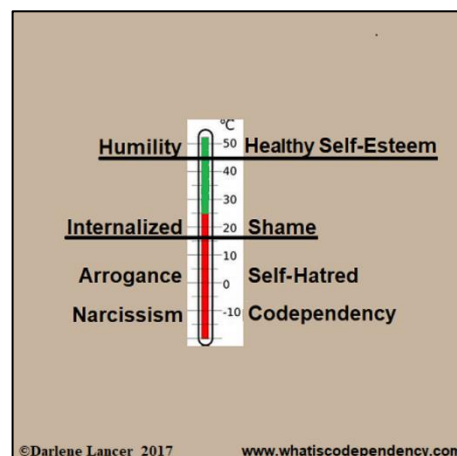 °C
Humility 50 Healthy Self-Esteem
40
30
Internalized 20 Shame
10
Arrogance 0 Self-Hatred
Narcissism -10 Codependency
©Darlene Lancer 2017 www.whatiscodependency.com